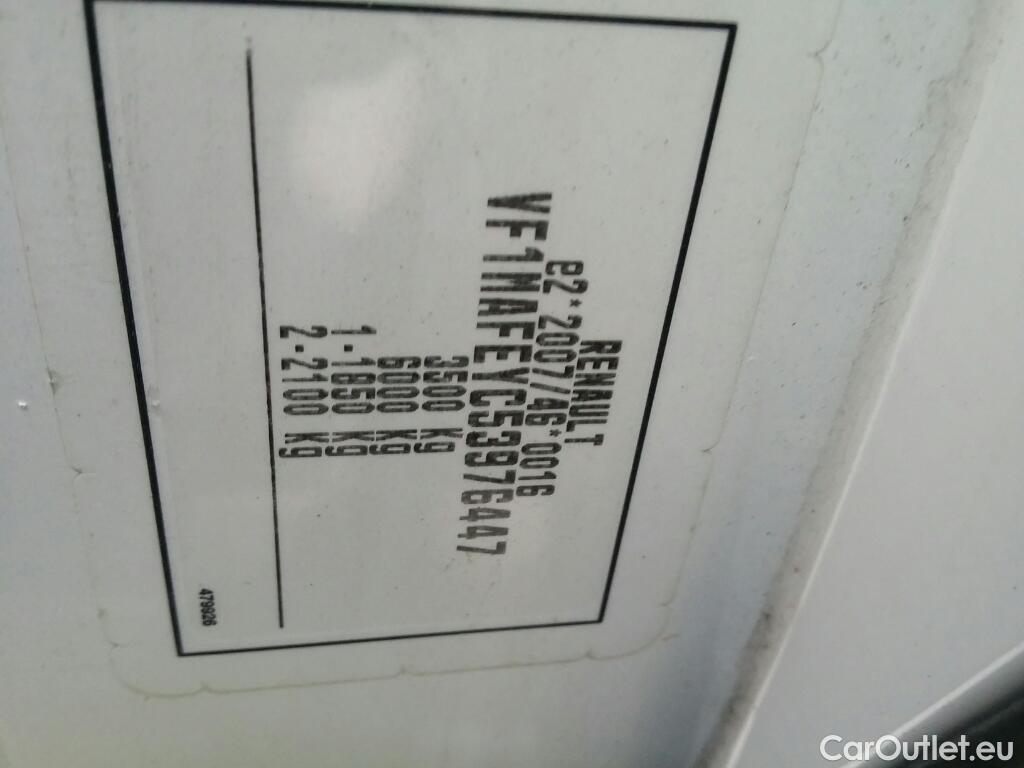 RENAULT
e2*2007/46*0016
VF1MAFEYC53976447
3500 Kg
6000 Kg
1-1850 Kg
2-2100 Kg
479926
CarOutlet.eu